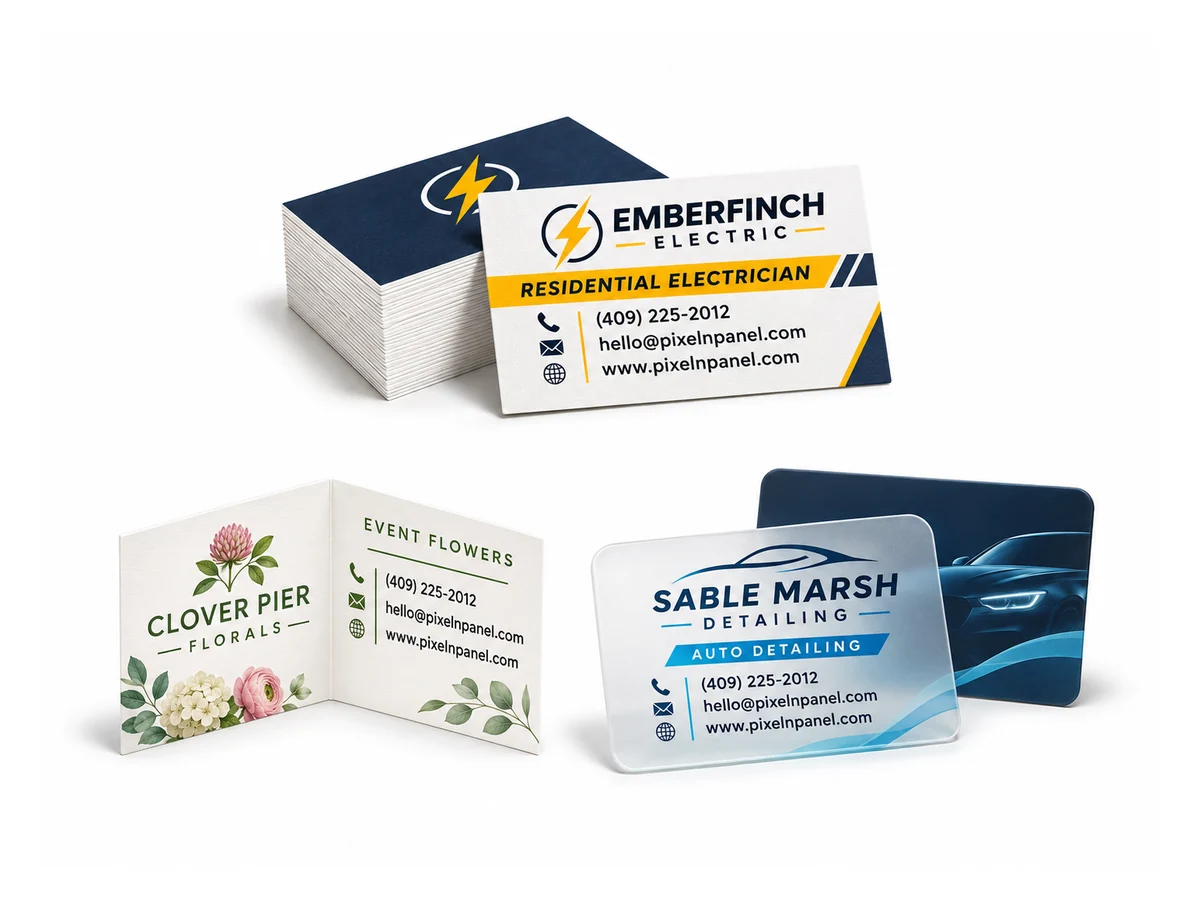 EMBERFINCH
ELECTRIC
RESIDENTIAL ELECTRICIAN
(409) 225-2012
hello@pixelnpanel.com
www.pixelnpanel.com
CLOVER PIER
FLORALS
EVENT FLOWERS
(409) 225-2012
hello@pixelnpanel.com
www.pixelnpanel.com
SABLE MARSH
DETAILING
AUTO DETAILING
(409) 225-2012
hello@pixelnpanel.com
www.pixelnpanel.com